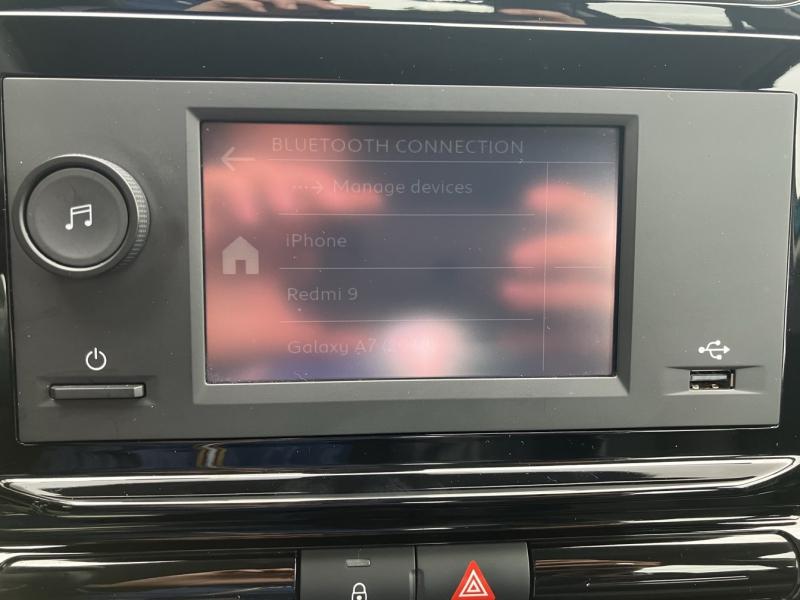 BLUETOOTH CONNECTION
Manage devices
iPhone
Redmi 9
Galaxy A7